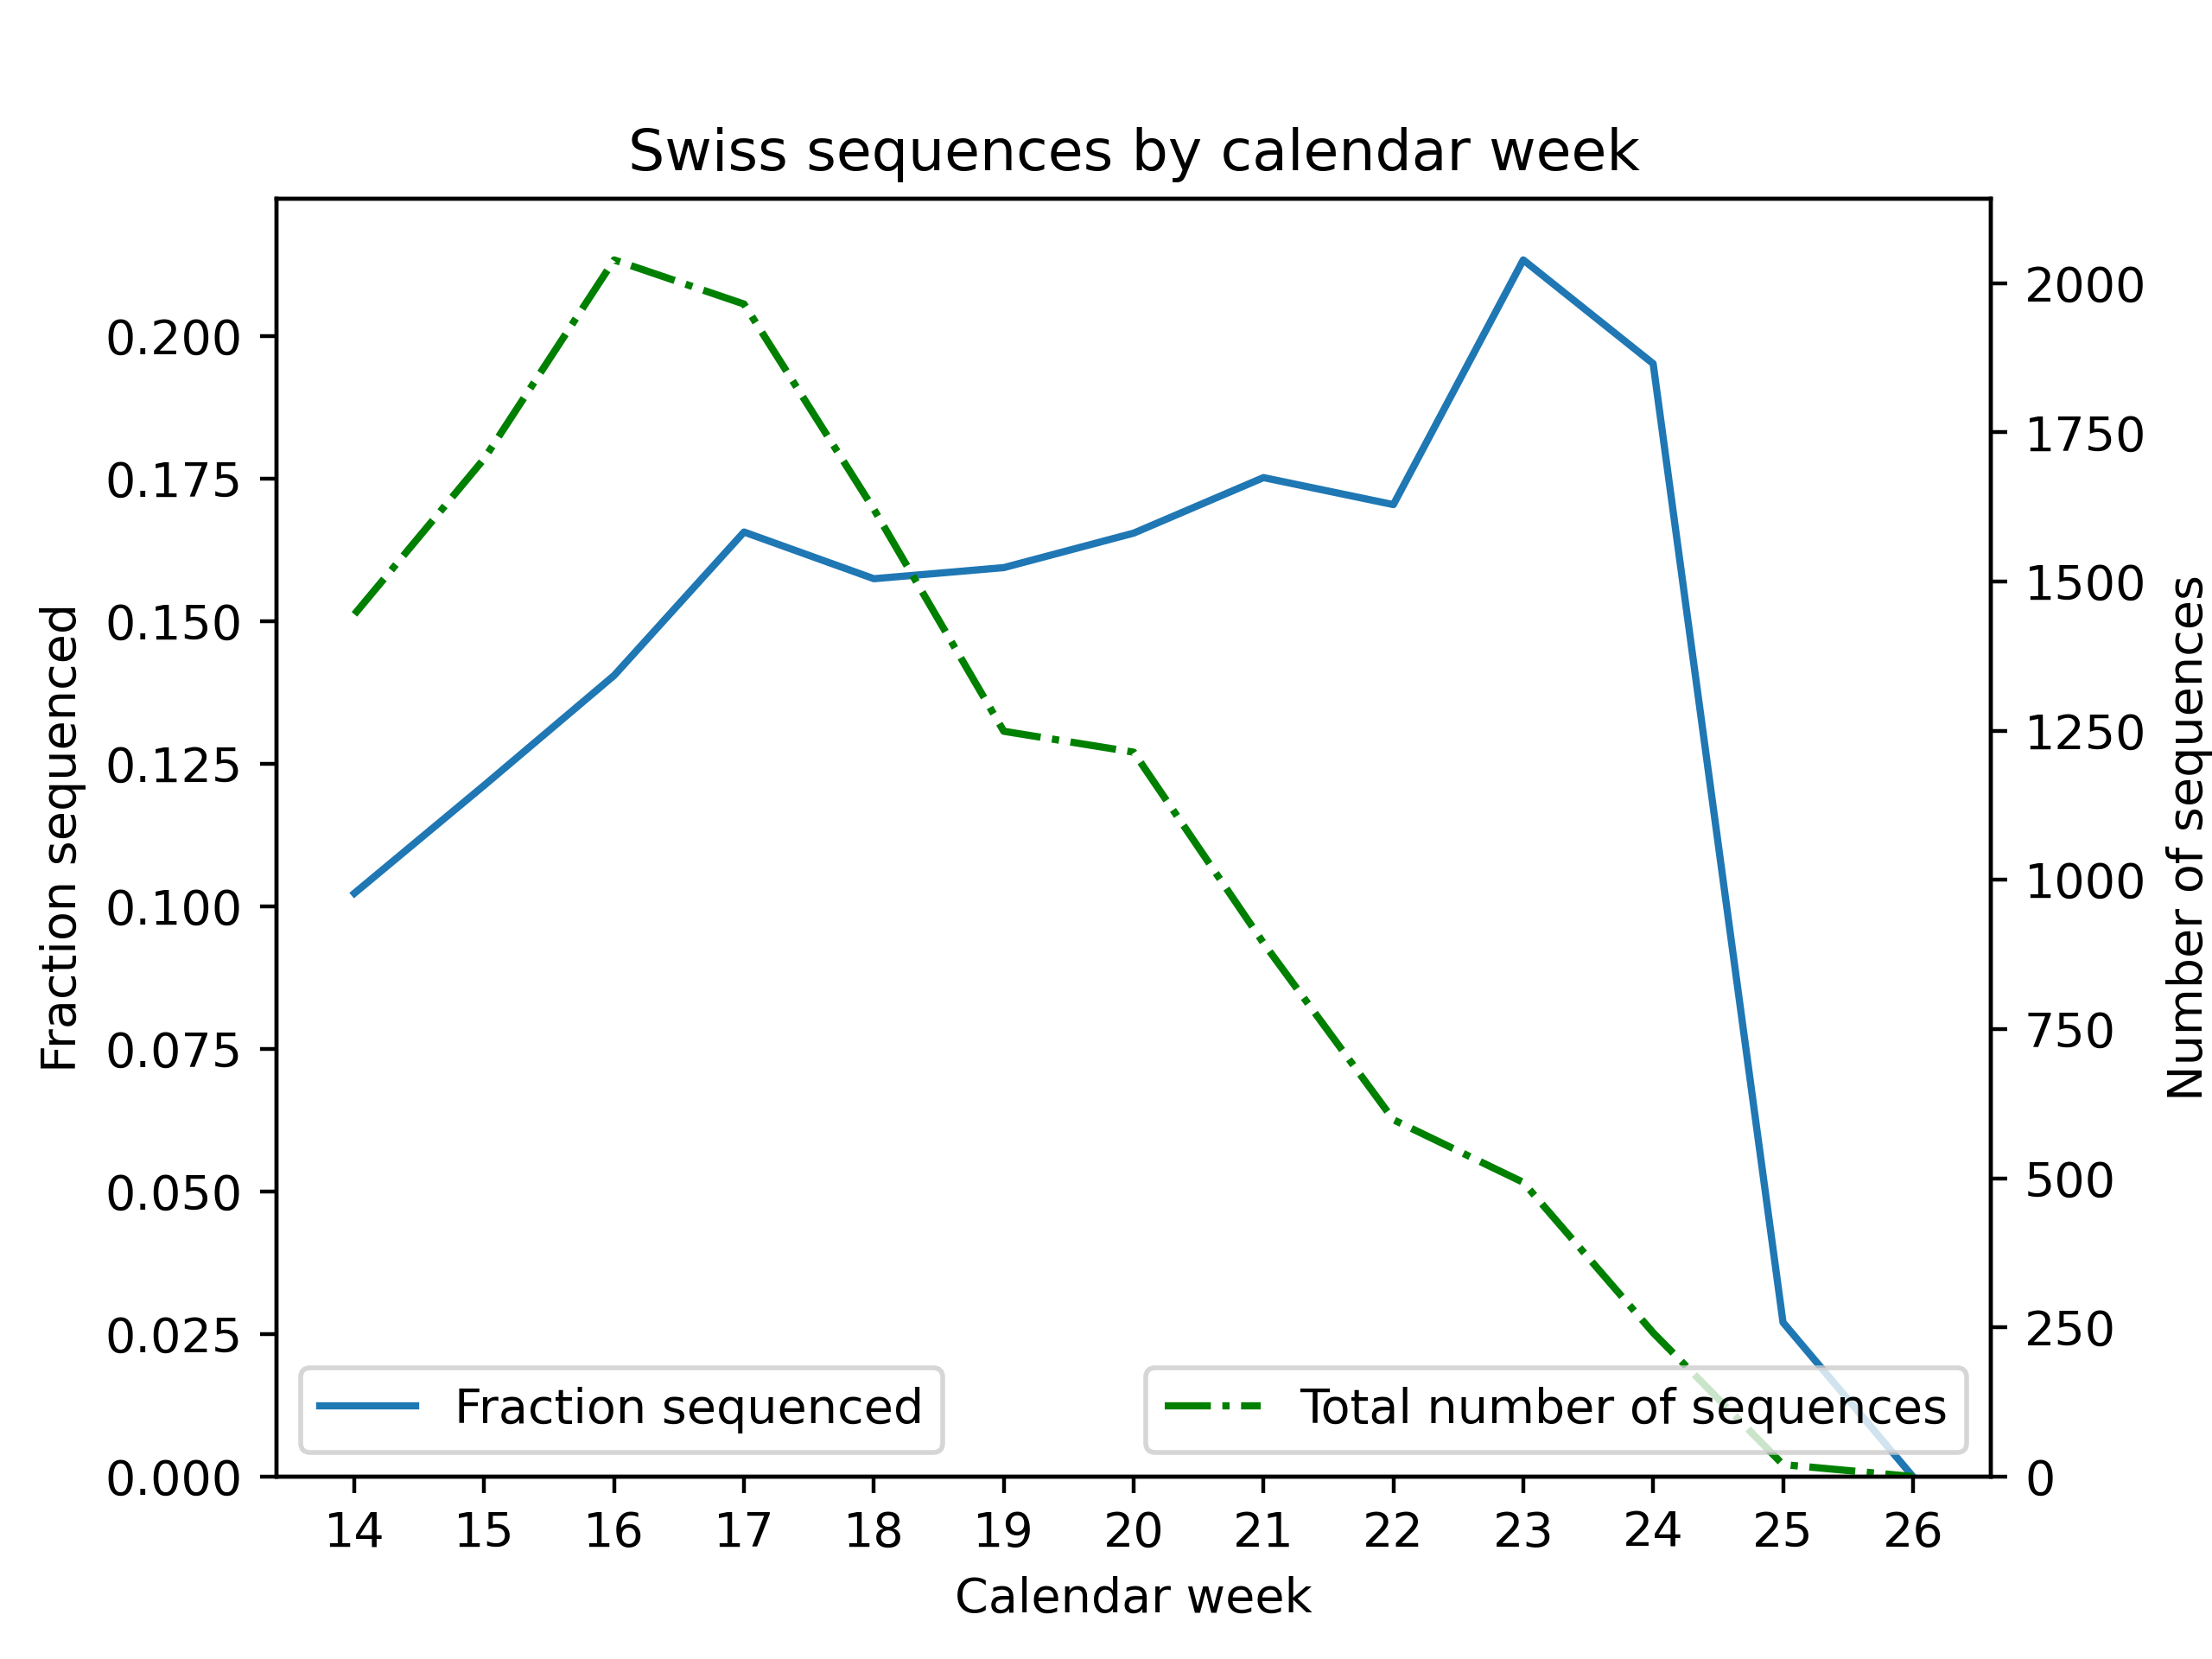 Swiss sequences by calendar week
Fraction sequenced
0.200
0.175
0.150
0.125
0.100
0.075
0.050
0.025
0.000
2000
1750
1500
1250
1000
750
500
250
0
Number of sequences
Fraction sequenced
Total number of sequences
14 15 16 17 18 19 20 21 22 23 24 25 26
Calendar week